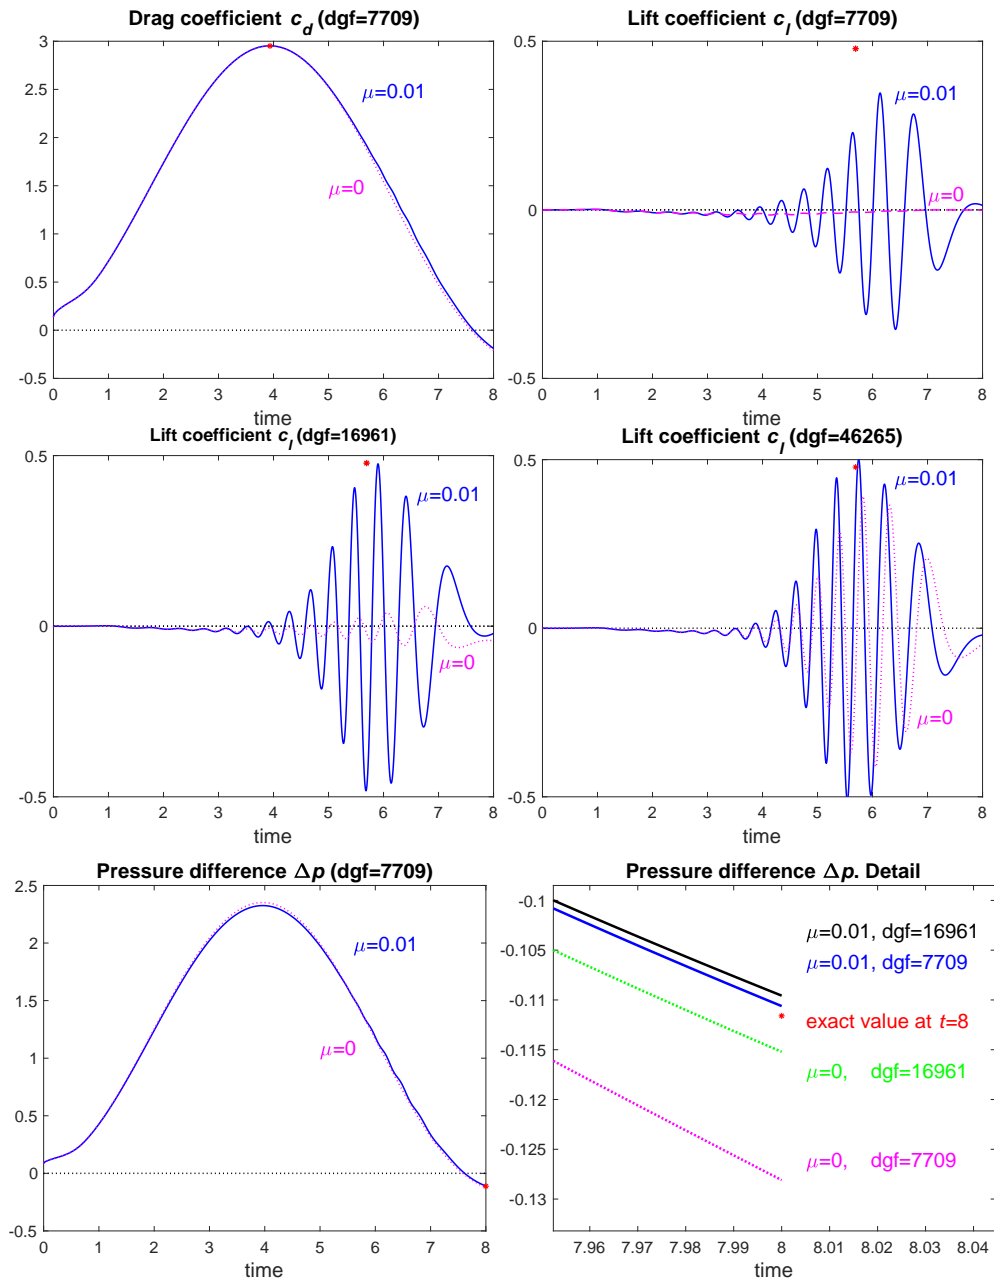 Drag coefficient c_d (dgf=7709)
3
2.5
2
1.5
1
0.5
0
-0.5
μ=0.01
μ=0
0 1 2 3 4 5 6 7 8
time
Lift coefficient c_l (dgf=7709)
0.5
0
-0.5
μ=0.01
μ=0
0 1 2 3 4 5 6 7 8
time
Lift coefficient c_l (dgf=16961)
0.5
0
-0.5
μ=0.01
μ=0
0 1 2 3 4 5 6 7 8
time
Lift coefficient c_l (dgf=46265)
0.5
0
-0.5
μ=0.01
μ=0
0 1 2 3 4 5 6 7 8
time
Pressure difference Δp (dgf=7709)
2.5
2
1.5
1
0.5
0
-0.5
μ=0.01
μ=0
0 1 2 3 4 5 6 7 8
time
Pressure difference Δp. Detail
-0.1
-0.105
-0.11
-0.115
-0.12
-0.125
-0.13
μ=0.01, dgf=16961
μ=0.01, dgf=7709
exact value at t=8
μ=0, dgf=16961
μ=0, dgf=7709
7.96 7.97 7.98 7.99 8 8.01 8.02 8.03 8.04
time